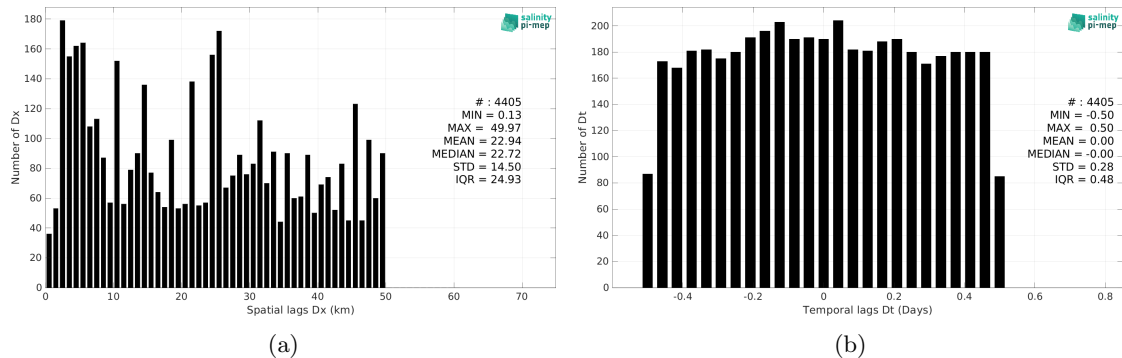 180
160
140
120
100
80
60
40
20
0
Number of Dx
0 10 20 30 40 50 60 70
Spatial lags Dx (km)
salinity
pi-mep
# : 4405
MIN = 0.13
MAX = 49.97
MEAN = 22.94
MEDIAN = 22.72
STD = 14.50
IQR = 24.93
(a)
200
180
160
140
120
100
80
60
40
20
0
Number of Dt
-0.4 -0.2 0 0.2 0.4 0.6 0.8
Temporal lags Dt (Days)
salinity
pi-mep
# : 4405
MIN = -0.50
MAX = 0.50
MEAN = 0.00
MEDIAN = -0.00
STD = 0.28
IQR = 0.48
(b)